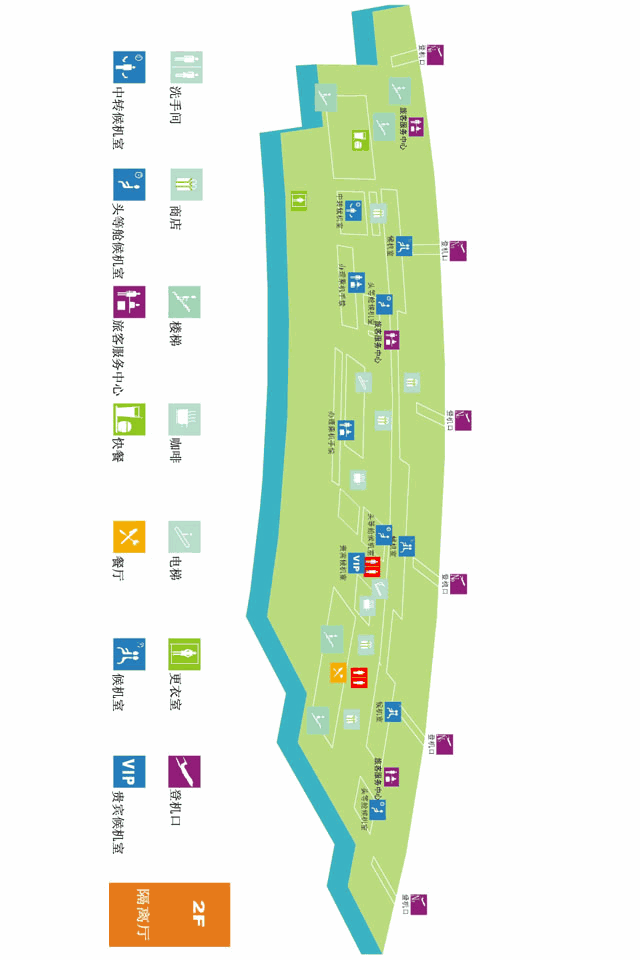 洗手间
商店
楼梯
咖啡
电梯
更衣室
登机口
中转候机室
头等舱候机室
旅客服务中心
快餐
餐厅
候机室
VIP
贵宾候机室
2F
隔离厅
登机口
旅客服务中心
中转候机室
候机室
登机口
办理乘机手续
头等舱候机室
旅客服务中心
登机口
办理乘机手续
头等舱候机室
候机室
贵宾候机室
VIP
登机口
候机室
登机口
旅客服务中心
头等舱候机室
登机口